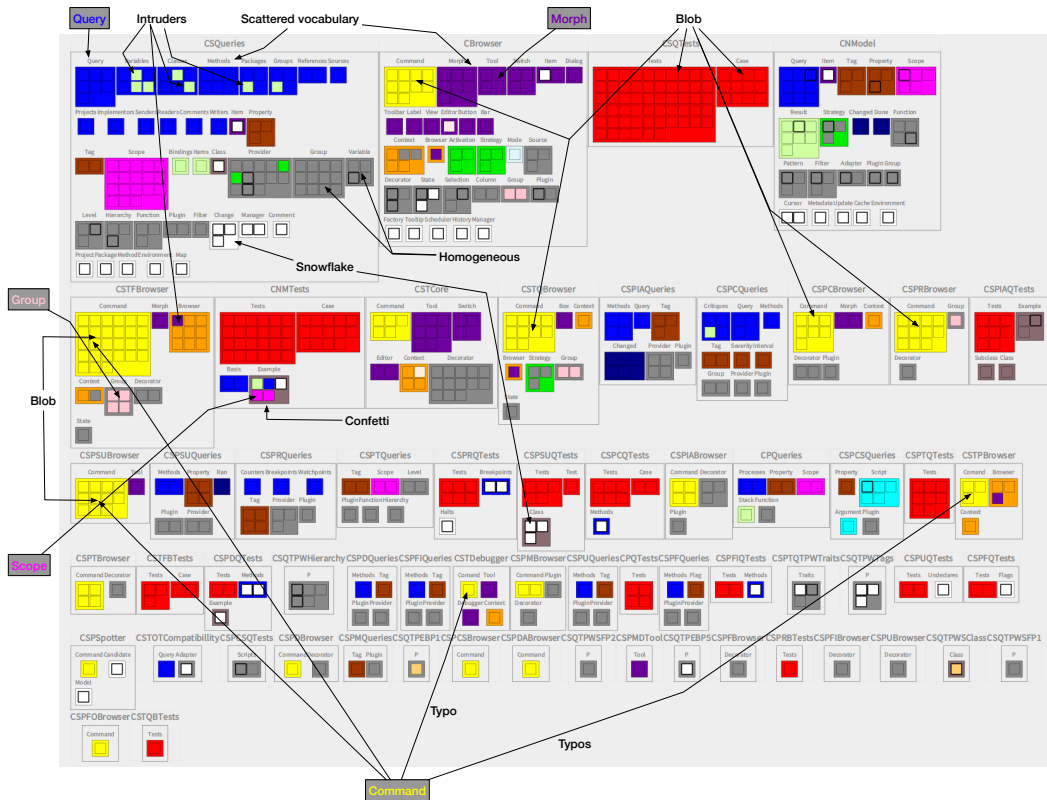 Query Intruders Scattered vocabulary Morph Blob
CSQueries CBrowser CSQTests CNModel
Query Variables Classes Methods Packages Groups References Sources
Command Morph Tool Switch Item Dialog
Tests Case
Query Item Tag Property Scope
Projects Implementors Senders Readers Comments Writers Item Property
Toolbar Label View Editor Button Bar
Result Strategy Changed Done Function
Tag Scope Bindings Items Class Provider Group Variable
Context Browser Activation Strategy Mode Source
Pattern Filter Adapter Plugin Group
Decorator State Selection Column Group Plugin
Level Hierarchy Function Plugin Filter Change Manager Comment
Factory Tooltip Scheduler History Manager
Cursor Metadata Update Cache Environment
Project Package Method Environment Map
Snowflake Homogeneous
Group
CSTFBrowser CNMTests CSTCore CSTQBrowser CSPIAQueries CSPCQueries CSPCBrowser CSPRBrowser CSPIAQTests
Command Morph Browser
Tests Case
Command Tool Switch
Command Box Context
Methods Query Tag
Critiques Query Methods
Command Morph Context
Command Group
Tests Example
Changed Provider Plugin
Tag Severity Interval
Basis Example
Editor Context Decorator
Browser Strategy Group
Decorator Plugin
Decorator
Subclass Class
Context Group Decorator
Group Provider Plugin
State
State
Blob
Confetti
CSPSUBrowser CSPSUQueries CSPRQueries CSPTQueries CSPRQTests CSPSUQTests CSPCQTests CSPIABrowser CPQueries CSPCSQueries CSPTQTests CSTPBrowser
Command Tool
Methods Property Ran
Counters Breakpoints Watchpoints
Tag Scope Level
Tests Breakpoints
Tests Test
Tests Case
Command Decorator
Processes Property Scope
Property Script
Tests
Comand Browser
Plugin Provider
Tag Provider Plugin
Plugin Function Hierarchy
Halts
Class
Methods
Plugin
Stack Function
Argument Plugin
Context
Scope
CSPTBrowser CSTFBTests CSPDQTests CSQTPWHierarchy CSPDQueries CSPFIQueries CSTDebugger CSPMBrowser CSPUQueries CPQTests CSPFQueries CSPFIQTests CSPTQTPWTraits CSQTPWTags CSPUQTests CSPFQTests
Command Decorator
Tests Case
Tests Methods
P
Methods Tag
Methods Tag
Comand Tool
Command Plugin
Methods Tag
Tests
Methods Flag
Tests Methods
Traits
P
Tests Undeclares
Tests Flags
Example
Plugin Provider
Plugin Provider
Debugger Context
Decorator
Plugin Provider
Plugin Provider
CSPSpotter CSTOTCompatibillity CSPCSQTests CSPDBrowser CSPMQueries CSQTPEBP1 CSPCSBrowser CSPDABrowser CSQTPWSFP2 CSPMDTool CSQTPEBP5 CSPFBrowser CSPRBTests CSPFIBrowser CSPUBrowser CSQTPWSClass CSQTPWSFP1
Command Candidate
Query Adapter
Scripts
Command Decorator
Tag Plugin
P
Command
Command
P
Tool
P
Decorator
Tests
Decorator
Decorator
Class
P
Model
Typo
CSPFOBrowser CSTQBTests
Command
Tests
Typos
Command